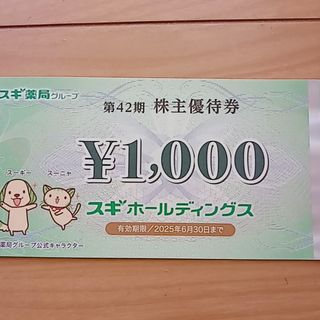 スギ薬局グループ
第42期 株主優待券
¥1,000
スーギー スーニャ
スギホールディングス
有効期限/2025年6月30日まで
薬局グループ公式キャラクター